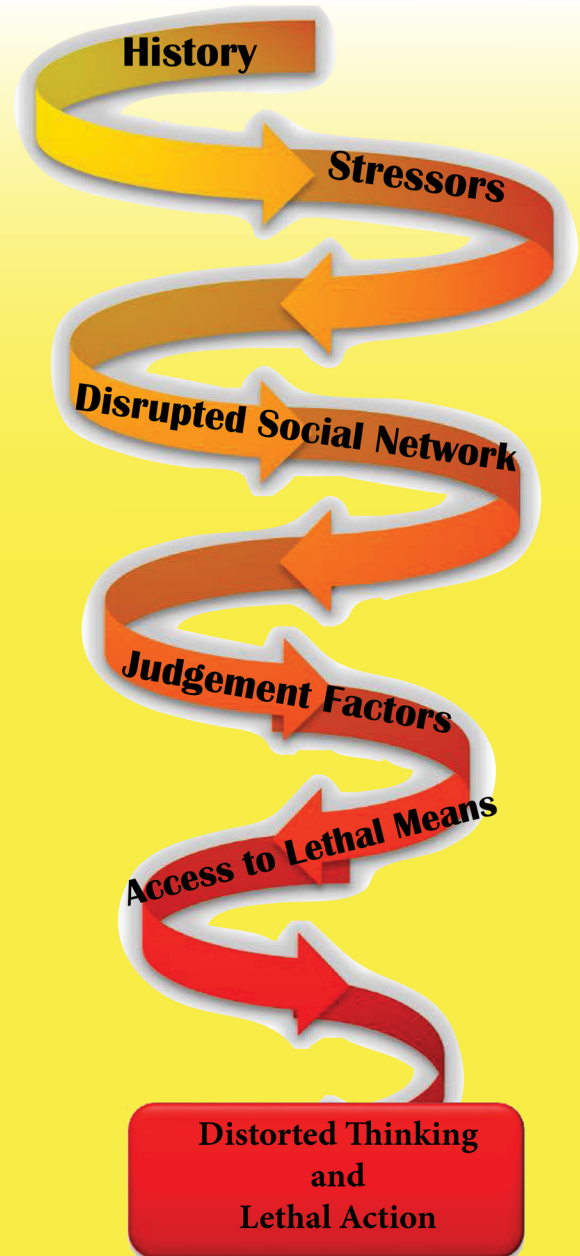 History
Stressors
Disrupted Social Network
Judgement Factors
Access to Lethal Means
Distorted Thinking
and
Lethal Action